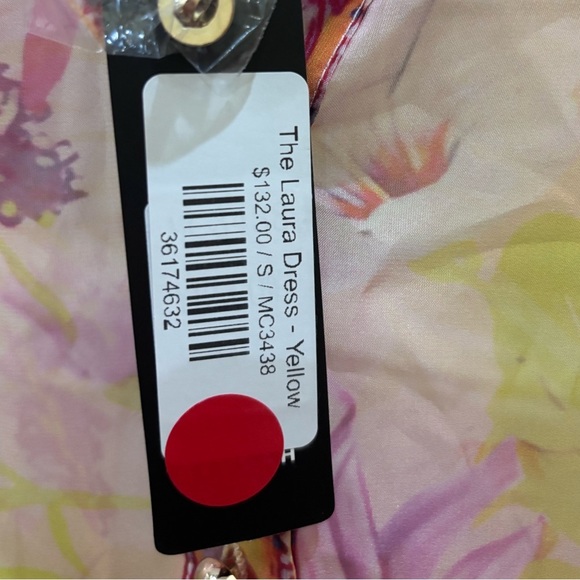 The Laura Dress - Yellow
$132.00 / S / MC3438
36174632